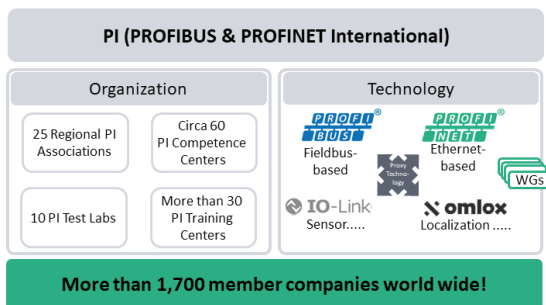 PI (PROFIBUS & PROFINET International)
Organization
25 Regional PI
Associations
Circa 60
PI Competence
Centers
10 PI Test Labs
More than 30
PI Training
Centers
Technology
PROFI®
BUS
Fieldbus-
based
PROFI®
NET
Ethernet-
based
Proxy
Techno-
logy
WGs
IO-Link
Sensor.....
omlox
Localization .....
More than 1,700 member companies world wide!